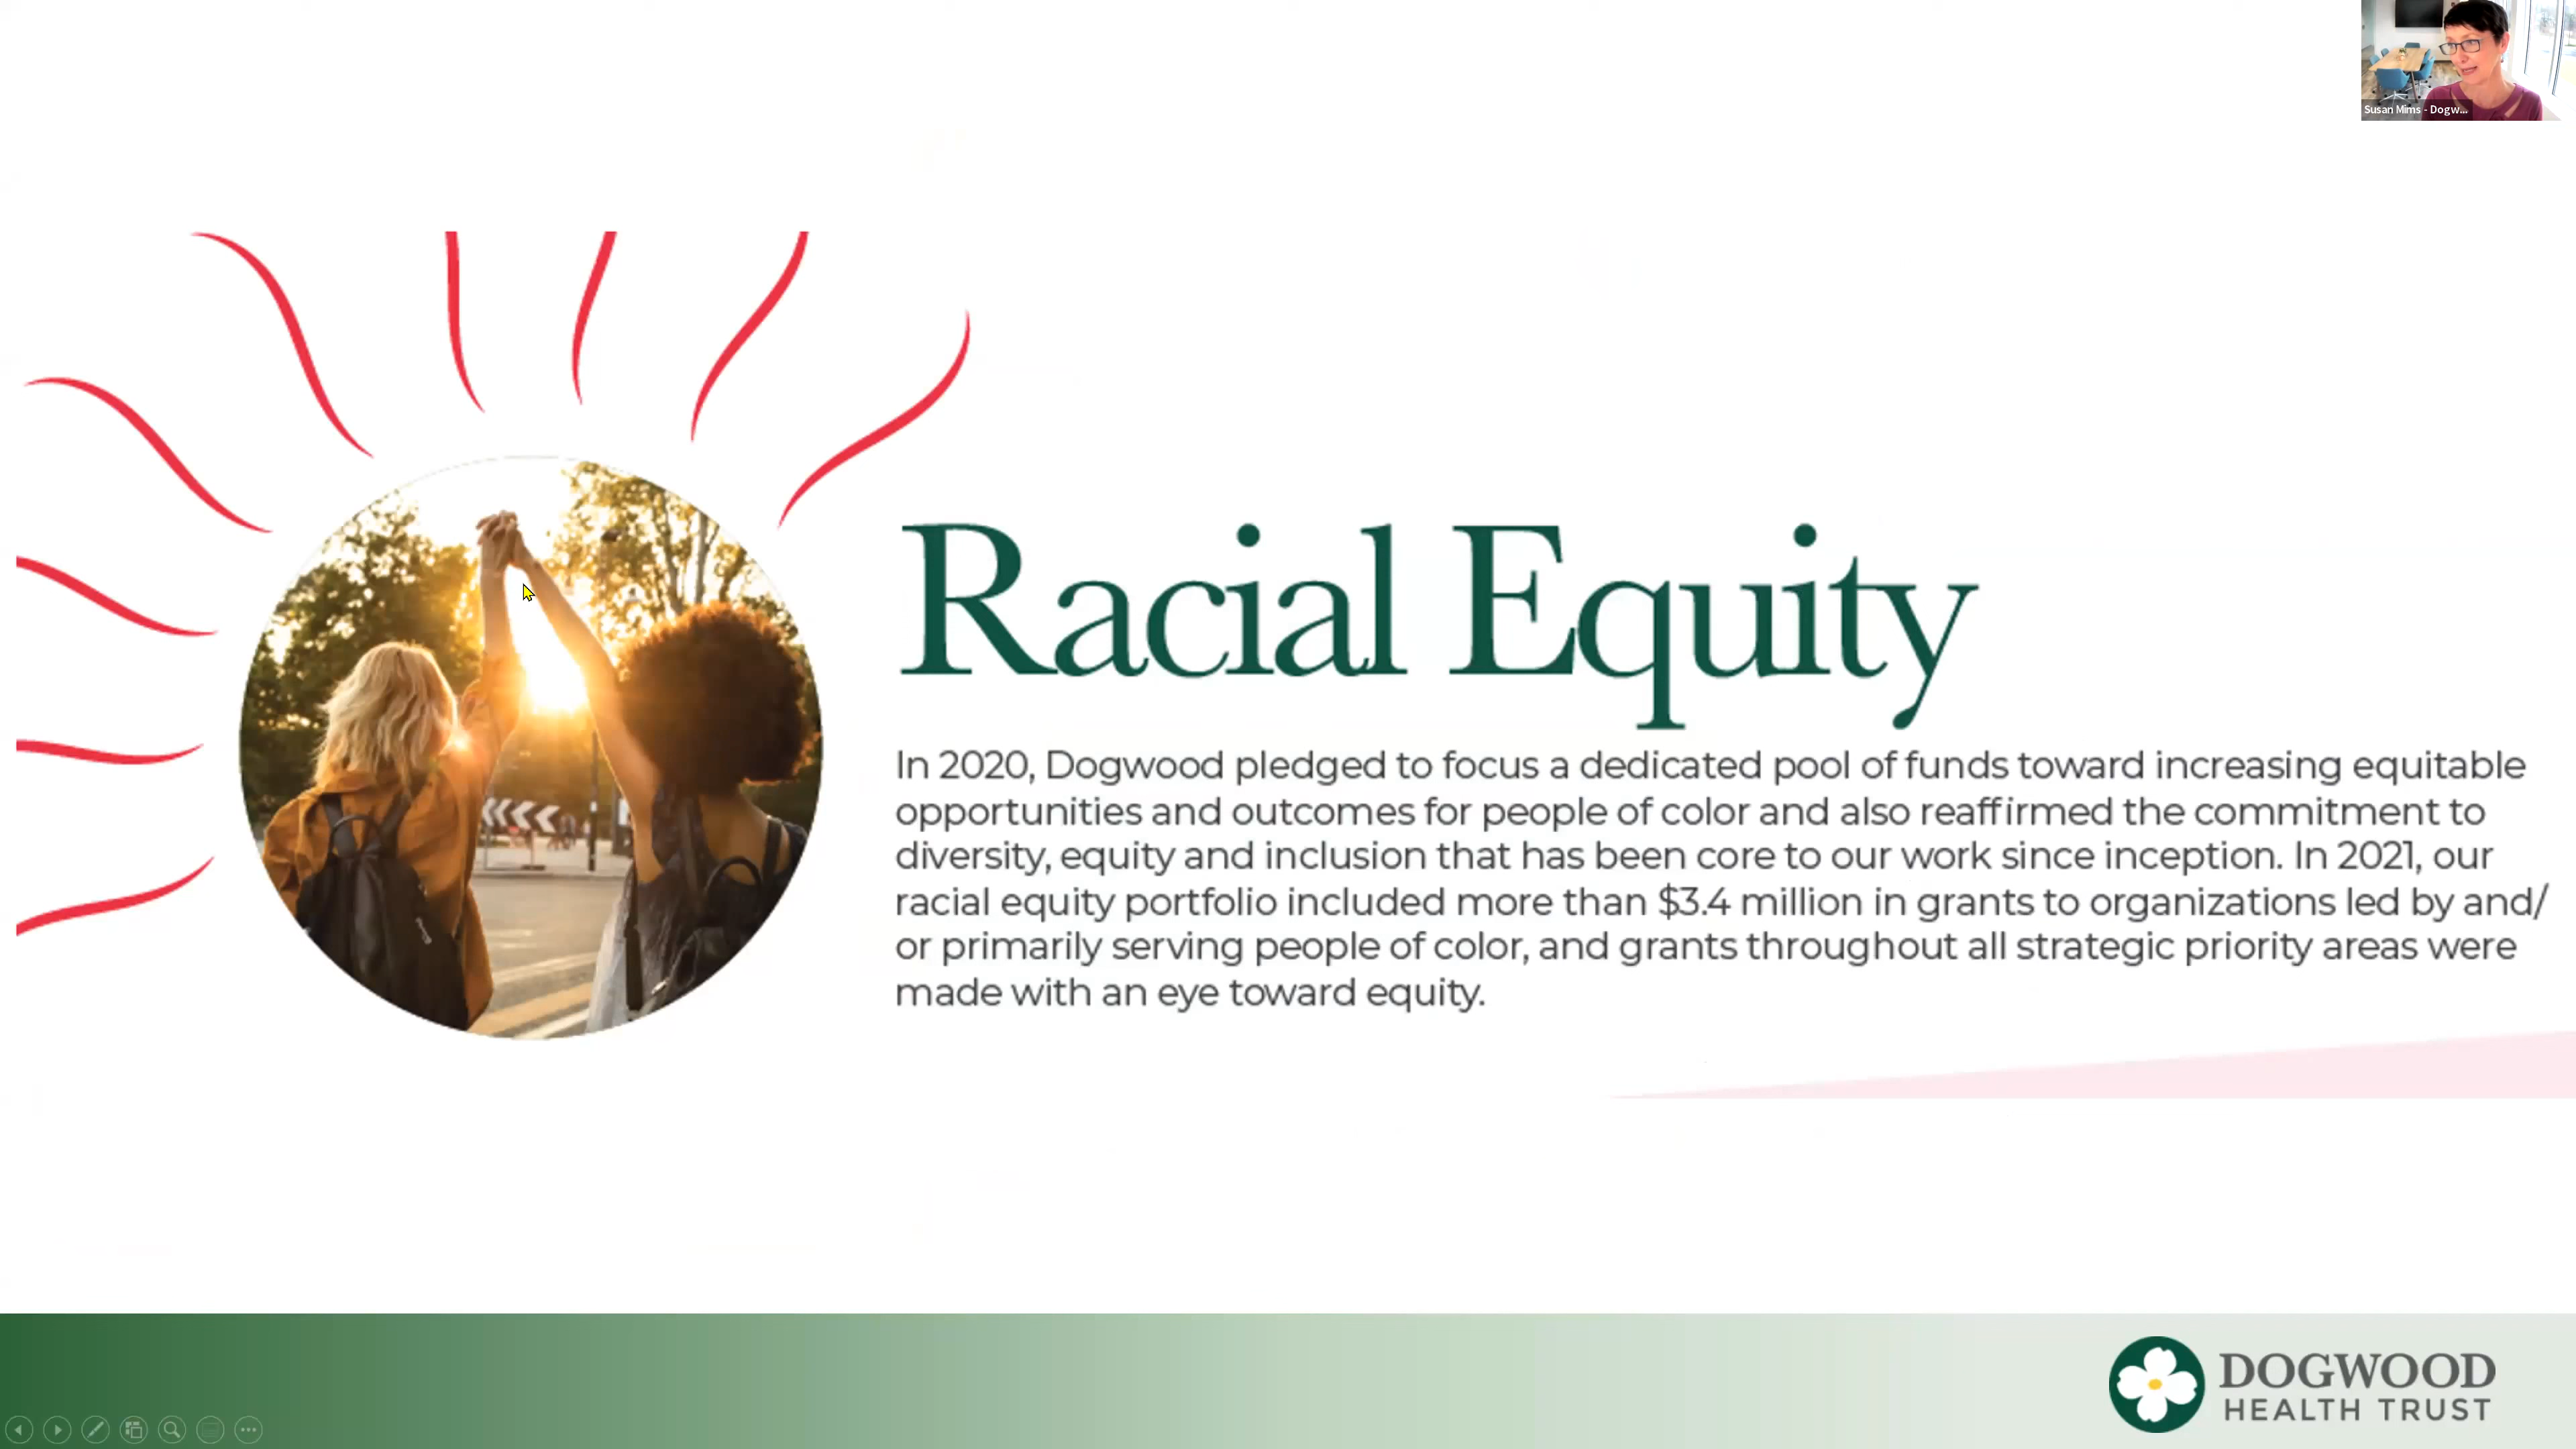 Susan Mims - Dogw...
Racial Equity
In 2020, Dogwood pledged to focus a dedicated pool of funds toward increasing equitable
opportunities and outcomes for people of color and also reaffirmed the commitment to
diversity, equity and inclusion that has been core to our work since inception. In 2021, our
racial equity portfolio included more than $3.4 million in grants to organizations led by and/
or primarily serving people of color, and grants throughout all strategic priority areas were
made with an eye toward equity.
DOGWOOD
HEALTH TRUST